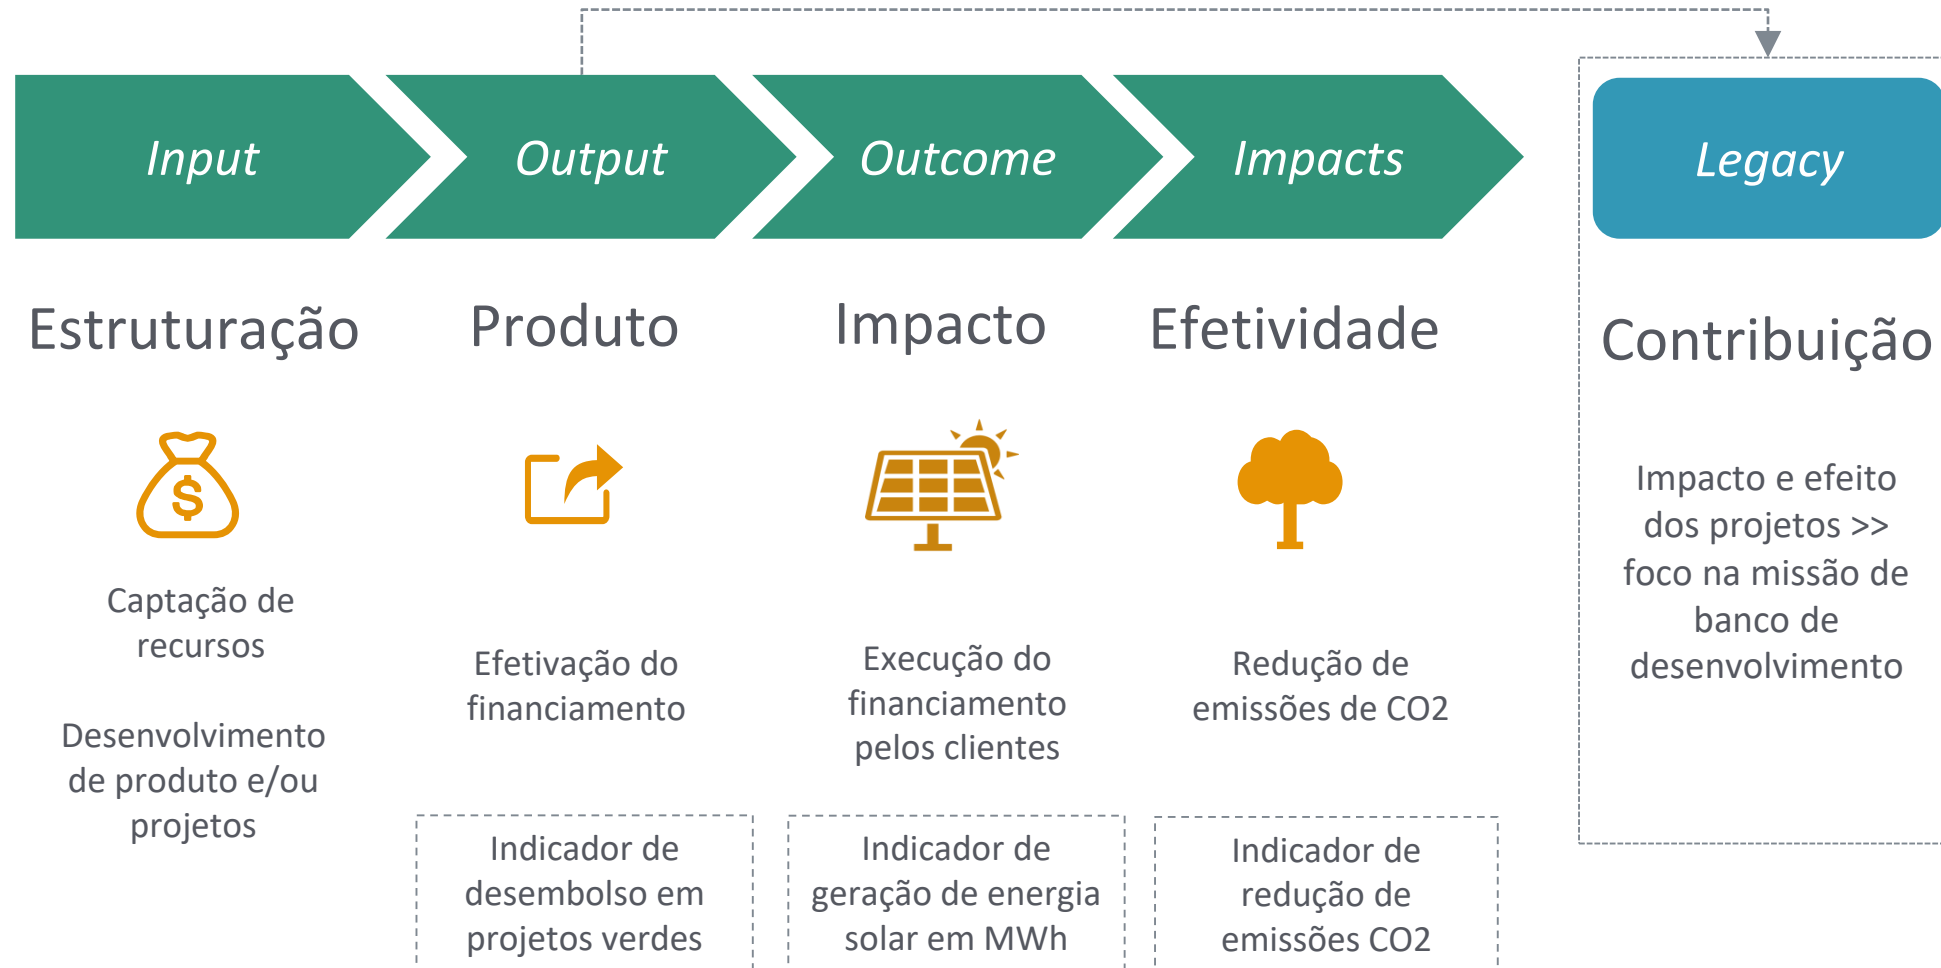 Input
Output
Outcome
Impacts
Legacy
Estruturação
Produto
Impacto
Efetividade
Contribuição
$
Captação de
recursos
Desenvolvimento
de produto e/ou
projetos
Efetivação do
financiamento
Indicador de
desembolso em
projetos verdes
Execução do
financiamento
pelos clientes
Indicador de
geração de energia
solar em MWh
Redução de
emissões de CO2
Indicador de
redução de
emissões CO2
Impacto e efeito
dos projetos >>
foco na missão de
banco de
desenvolvimento